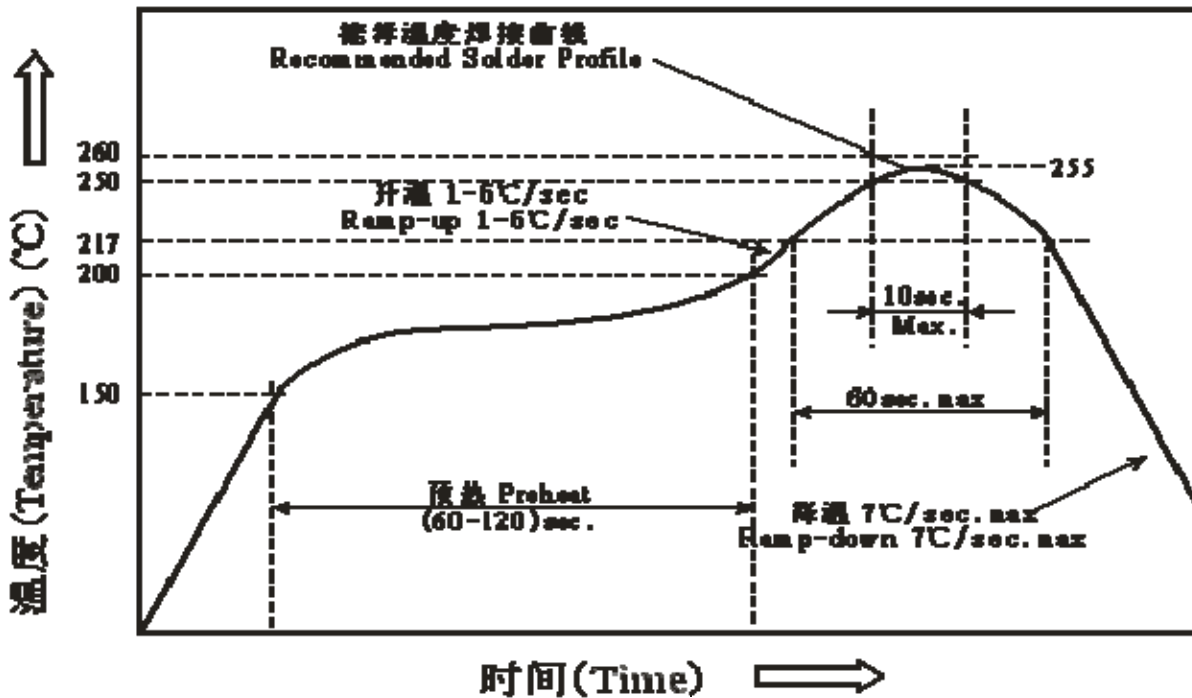 推荐温度焊接曲线
Recommended Solder Profile
260
250
255
升温 1-6℃/sec
Ramp-up 1-6℃/sec
217
200
10sec.
Max.
150
60sec.max
预热 Preheat
(60-120)sec.
降温 7℃/sec.max
Ramp-down 7℃/sec.max
温度(Temperature)(℃)
时间(Time)